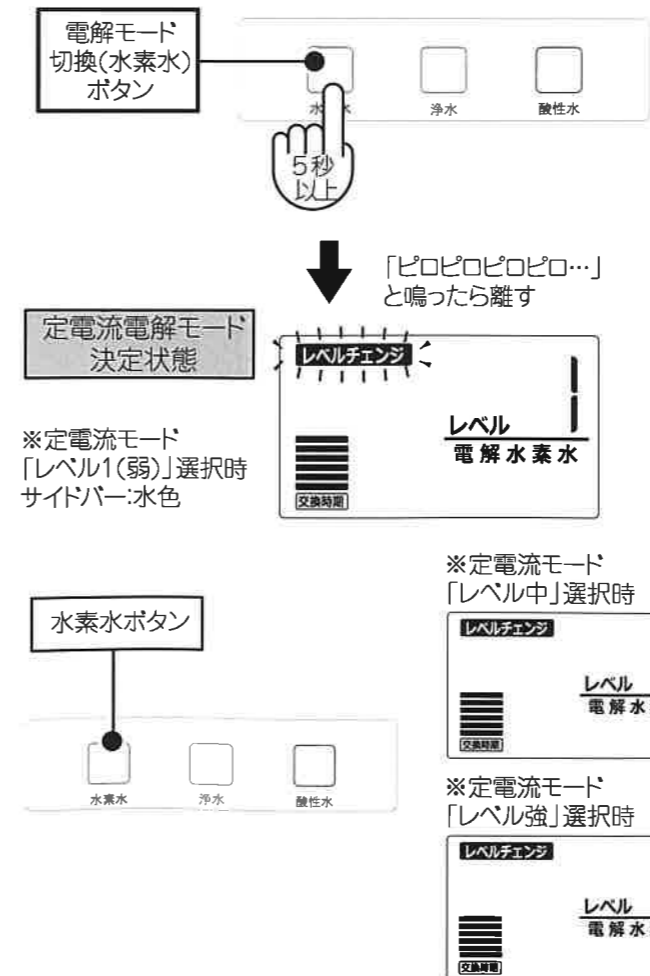 電解モード
切換(水素水)
ボタン
浄水
酸性水
5秒
以上
「ピロピロピロピロ…」
と鳴ったら離す
定電流電解モード
決定状態
レベルチェンジ
レベル 1
電解水素水
交換時期
※定電流モード
「レベル1(弱)」選択時
サイドバー:水色
水素水ボタン
水素水
浄水
酸性水
※定電流モード
「レベル中」選択時
レベルチェンジ
レベル
電解水
交換時期
※定電流モード
「レベル強」選択時
レベルチェンジ
レベル
電解水
交換時期